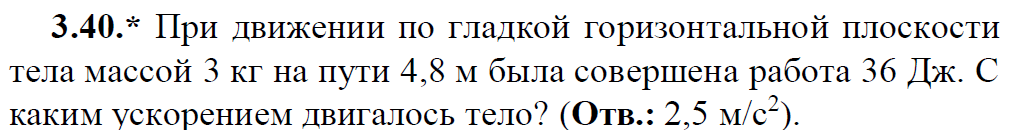 3.40.* При движении по гладкой горизонтальной плоскости
тела массой 3 кг на пути 4,8 м была совершена работа 36 Дж. С
каким ускорением двигалось тело? (Отв.: 2,5 м/с²).